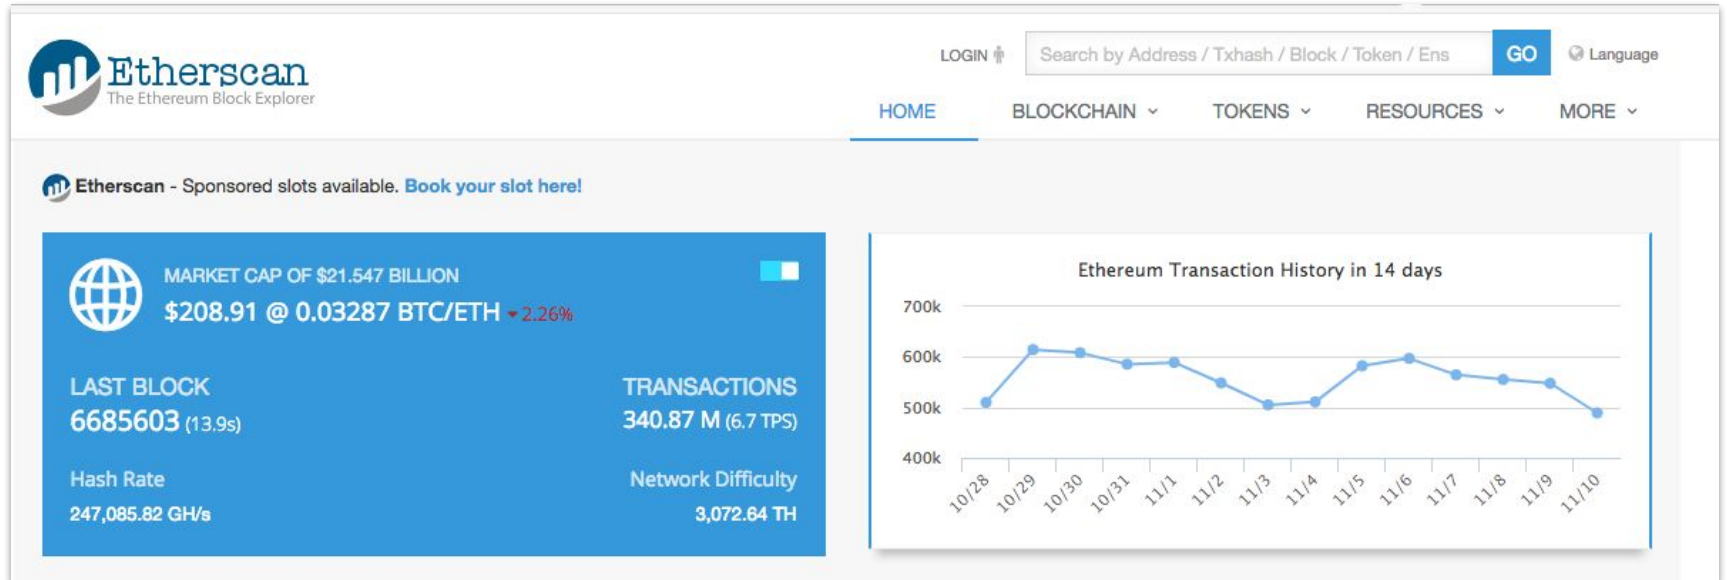 Etherscan
The Ethereum Block Explorer
LOGIN
Search by Address / Txhash / Block / Token / Ens
GO
Language
HOME
BLOCKCHAIN
TOKENS
RESOURCES
MORE
Etherscan - Sponsored slots available. Book your slot here!
MARKET CAP OF $21.547 BILLION
$208.91 @ 0.03287 BTC/ETH 2.26%
LAST BLOCK
6685603 (13.9s)
TRANSACTIONS
340.87 M (6.7 TPS)
Hash Rate
247,085.82 GH/s
Network Difficulty
3,072.64 TH
Ethereum Transaction History in 14 days
700k
600k
500k
400k
10/28
10/29
10/30
10/31
11/1
11/2
11/3
11/4
11/5
11/6
11/7
11/8
11/9
11/10